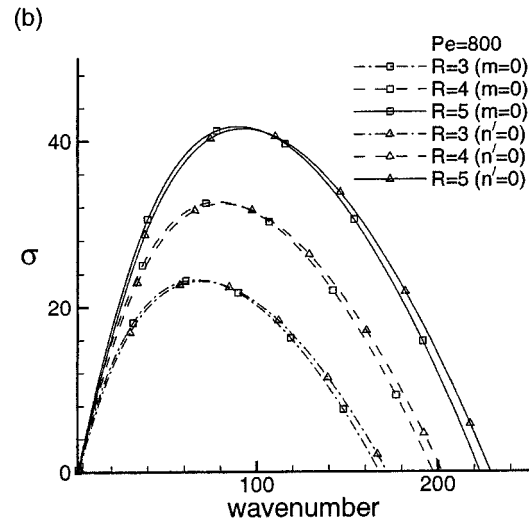 (b)
Pe=800
R=3 (m=0)
R=4 (m=0)
R=5 (m=0)
R=3 (n'=0)
R=4 (n'=0)
R=5 (n'=0)
40
σ
20
0
100
200
wavenumber